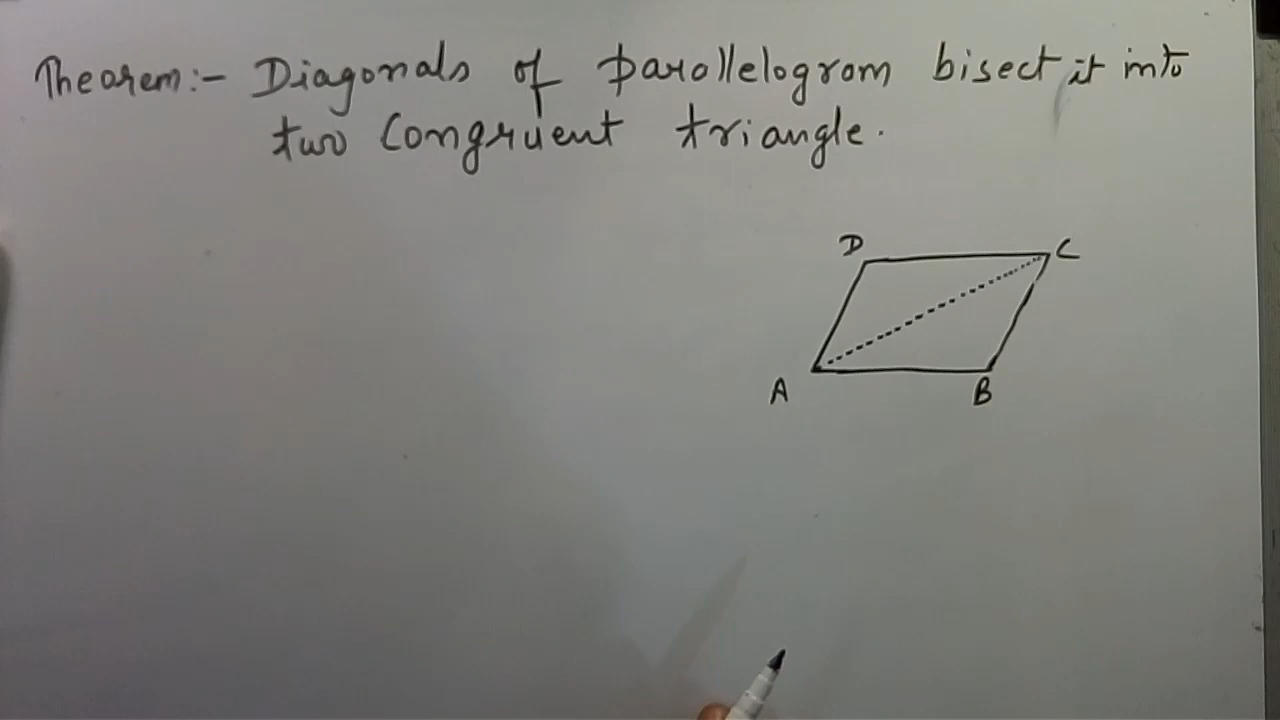 Theorem:- Diagonals of parallelogram bisect it into
two Congruent triangle.
D C
A B